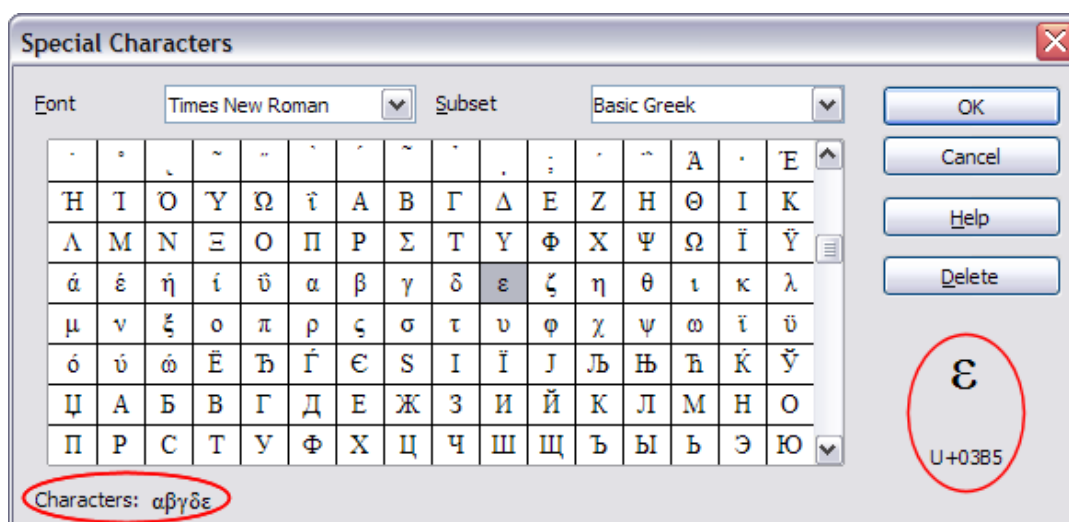 Special Characters
Font Times New Roman Subset Basic Greek OK
Cancel
Help
Delete
Ά · Έ
Ή Ί Ό Ύ Ώ ΐ Α Β Γ Δ Ε Ζ Η Θ Ι Κ
Λ Μ Ν Ξ Ο Π Ρ Σ Τ Υ Φ Χ Ψ Ω Ϊ Ϋ
ά έ ή ί ΰ α β γ δ ε ζ η θ ι κ λ
μ ν ξ ο π ρ ς σ τ υ φ χ ψ ω ϊ ϋ
ό ύ ώ Ё Ђ Ѓ Є Ѕ І Ї Ј Љ Њ Ћ Ќ Ў
Џ А Б В Г Д Е Ж З И Й К Л М Н О
П Р С Т У Ф Х Ц Ч Ш Щ Ъ Ы Ь Э Ю
ε
U+03B5
Characters: αβγδε